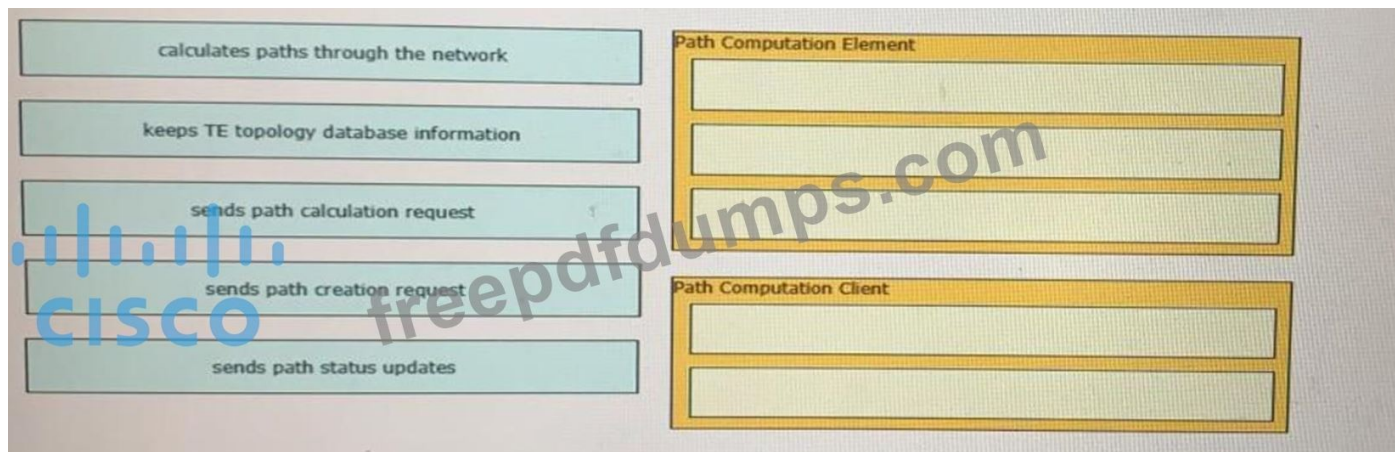 calculates paths through the network
keeps TE topology database information
sends path calculation request
sends path creation request
sends path status updates
Path Computation Element
Path Computation Client
CISCO
freepdfdumps.com